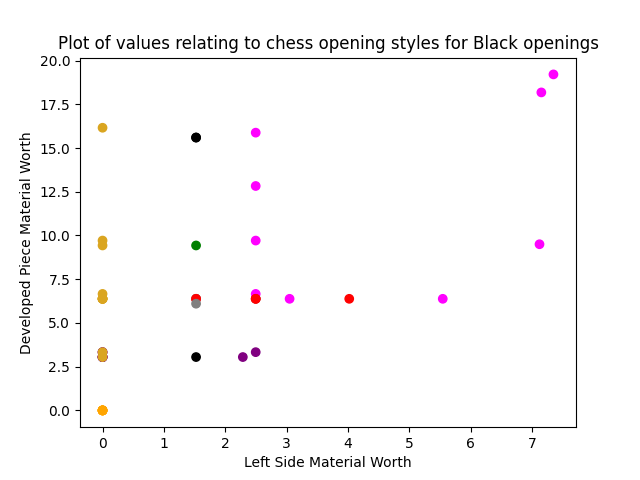 Plot of values relating to chess opening styles for Black openings
20.0
17.5
15.0
12.5
10.0
7.5
5.0
2.5
0.0
Developed Piece Material Worth
0 1 2 3 4 5 6 7
Left Side Material Worth